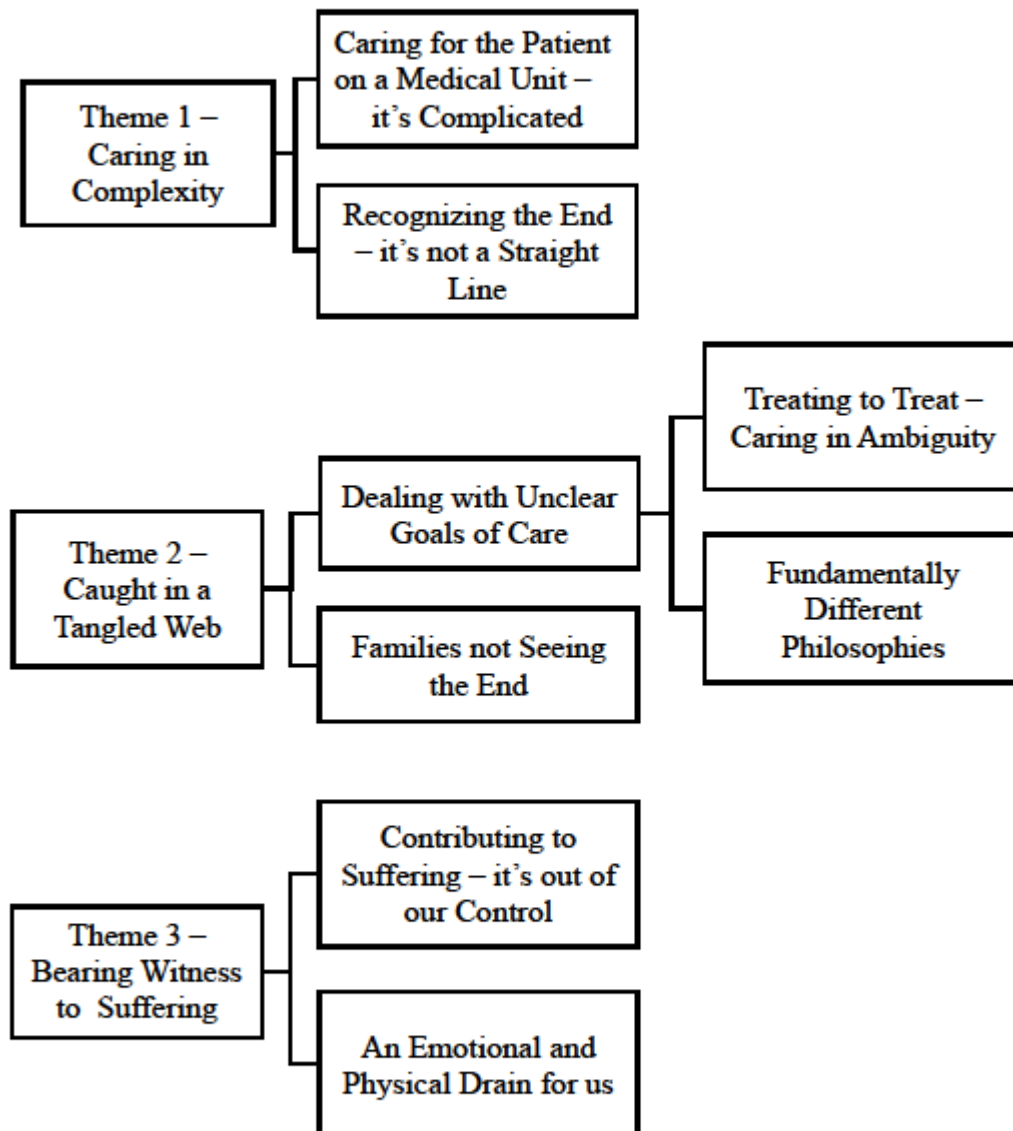 Theme 1 –
Caring in
Complexity
Caring for the Patient
on a Medical Unit –
it’s Complicated
Recognizing the End
– it’s not a Straight
Line
Theme 2 –
Caught in a
Tangled Web
Dealing with Unclear
Goals of Care
Treating to Treat –
Caring in Ambiguity
Fundamentally
Different
Philosophies
Families not Seeing
the End
Theme 3 –
Bearing Witness
to Suffering
Contributing to
Suffering – it’s out of
our Control
An Emotional and
Physical Drain for us